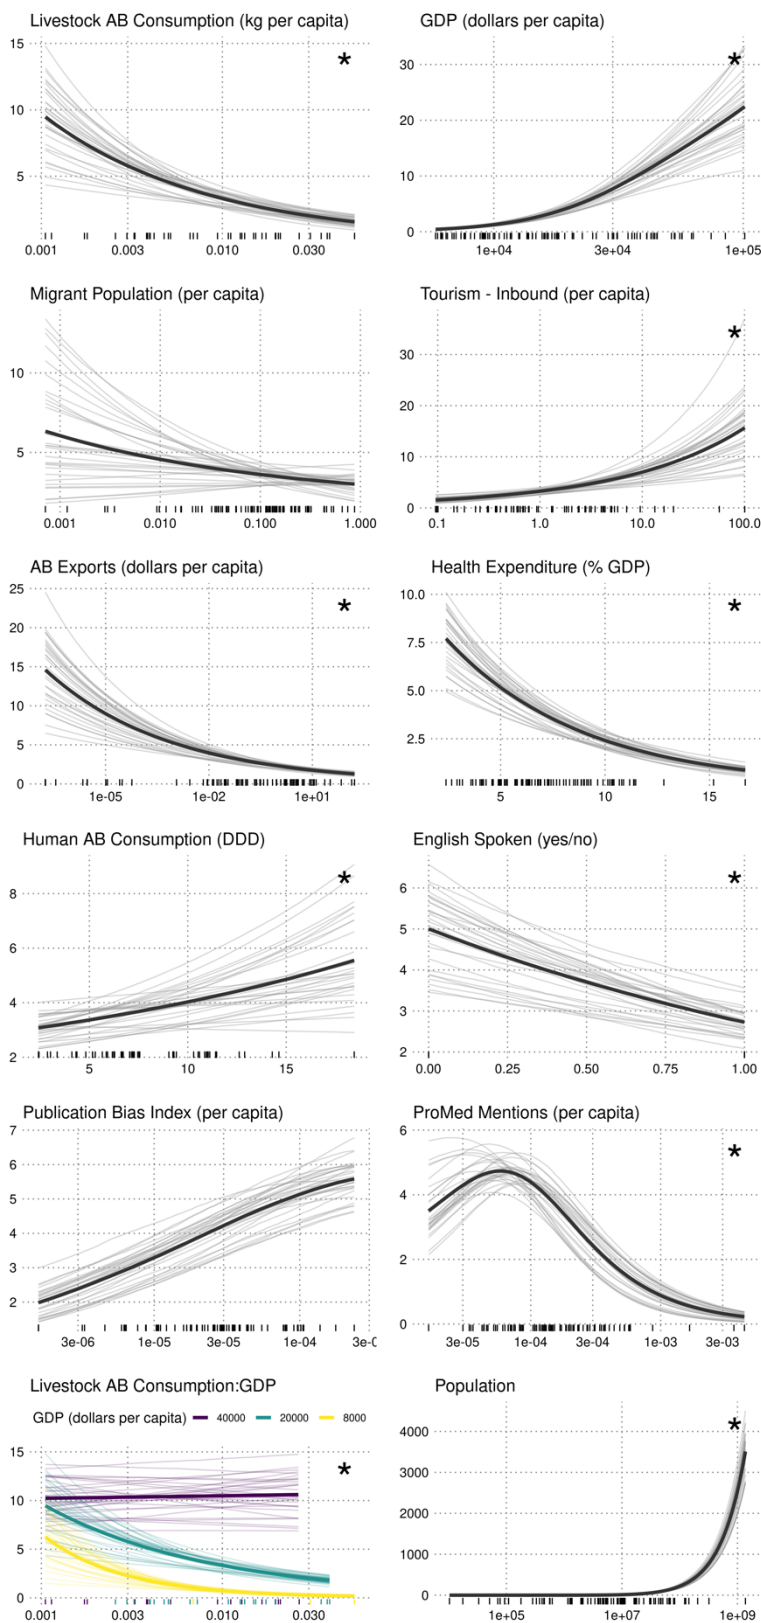 Livestock AB Consumption (kg per capita)
15
10
5
0.001 0.003 0.010 0.030
*
GDP (dollars per capita)
30
20
10
0
1e+04 3e+04 1e+05
*
Migrant Population (per capita)
10
5
0.001 0.010 0.100 1.000
Tourism - Inbound (per capita)
30
20
10
0
0.1 1.0 10.0 100.0
*
AB Exports (dollars per capita)
25
20
15
10
5
0
1e-05 1e-02 1e+01
*
Health Expenditure (% GDP)
10.0
7.5
5.0
2.5
5 10 15
*
Human AB Consumption (DDD)
8
6
4
2
5 10 15
*
English Spoken (yes/no)
6
5
4
3
2
0.00 0.25 0.50 0.75 1.00
*
Publication Bias Index (per capita)
7
6
5
4
3
2
3e-06 1e-05 3e-05 1e-04 3e-0
ProMed Mentions (per capita)
6
4
2
0
3e-05 1e-04 3e-04 1e-03 3e-03
*
Livestock AB Consumption:GDP
GDP (dollars per capita) 40000 20000 8000
15
10
5
0
0.001 0.003 0.010 0.030
*
Population
4000
3000
2000
1000
0
1e+05 1e+07 1e+09
*